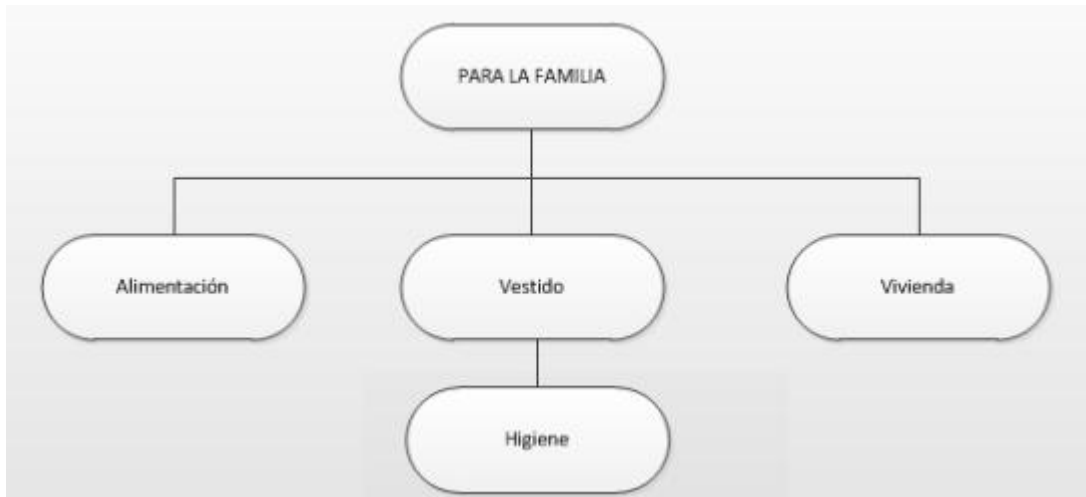 PARA LA FAMILIA
Alimentación
Vestido
Vivienda
Higiene